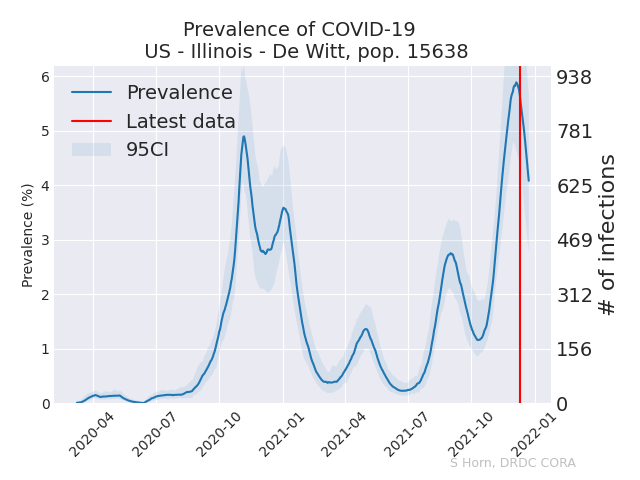 Prevalence of COVID-19
US - Illinois - De Witt, pop. 15638
Prevalence
Latest data
95CI
Prevalence (%)
6
5
4
3
2
1
0
938
781
625
469
312
156
0
# of infections
2020-04
2020-07
2020-10
2021-01
2021-04
2021-07
2021-10
2022-01
S Horn, DRDC CORA